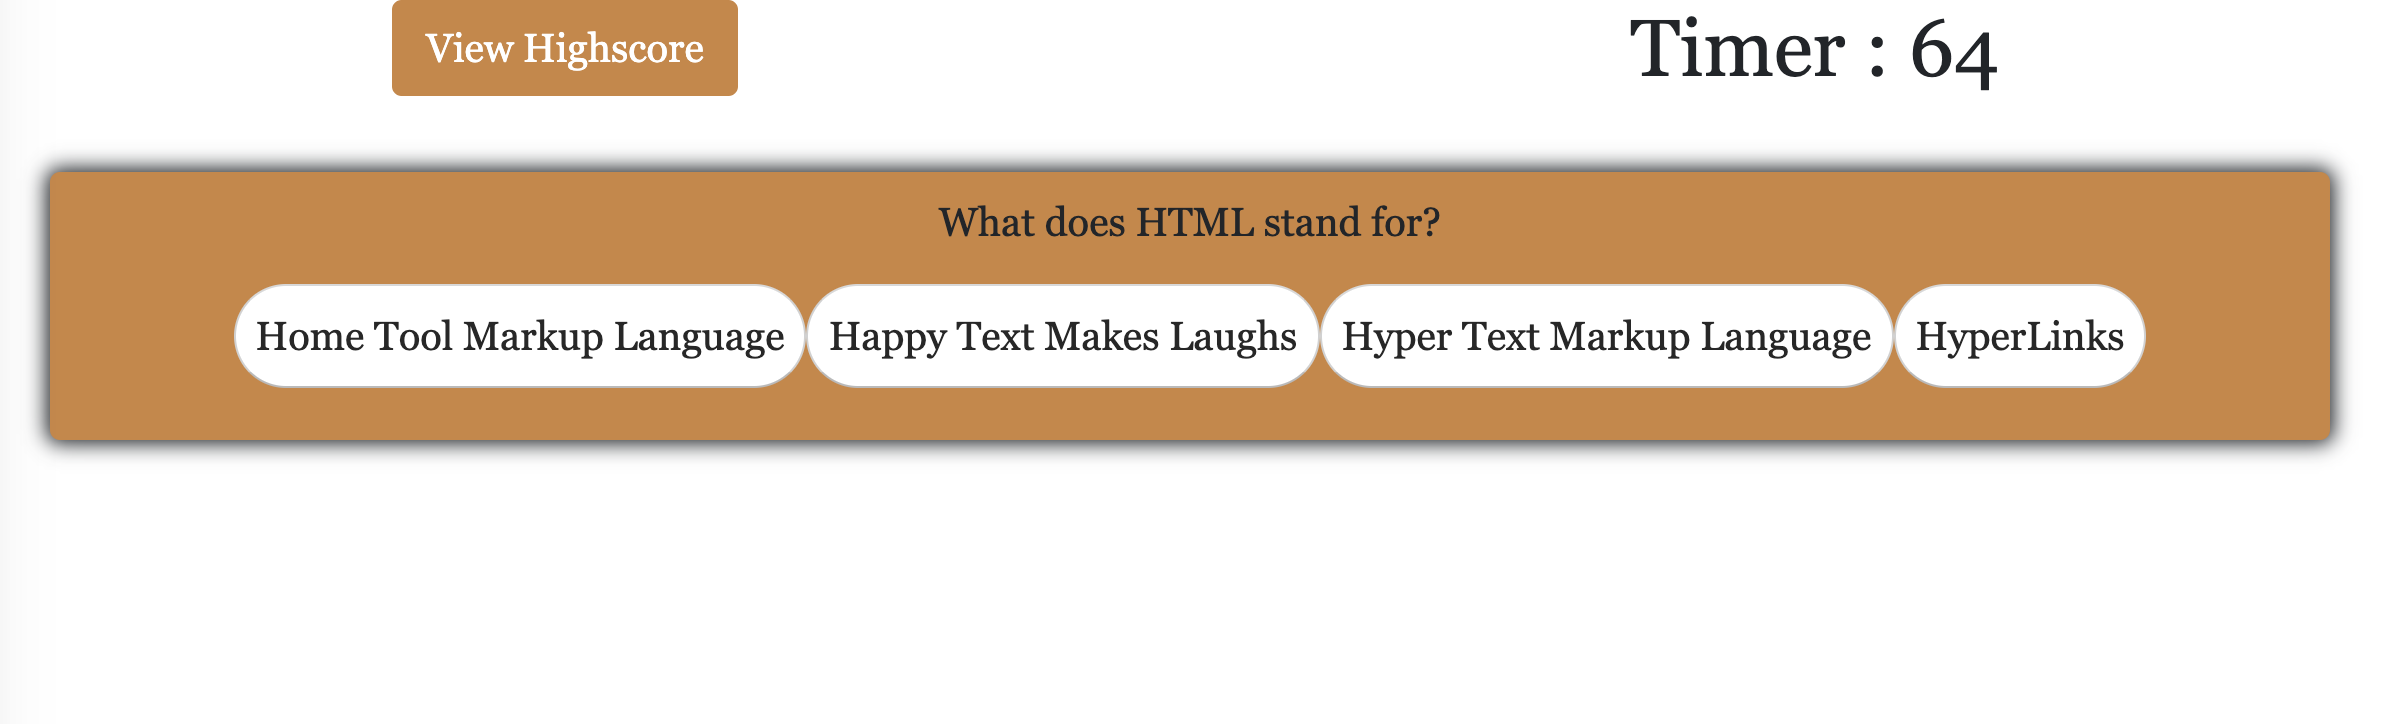 View Highscore
Timer : 64
What does HTML stand for?
Home Tool Markup Language
Happy Text Makes Laughs
Hyper Text Markup Language
HyperLinks